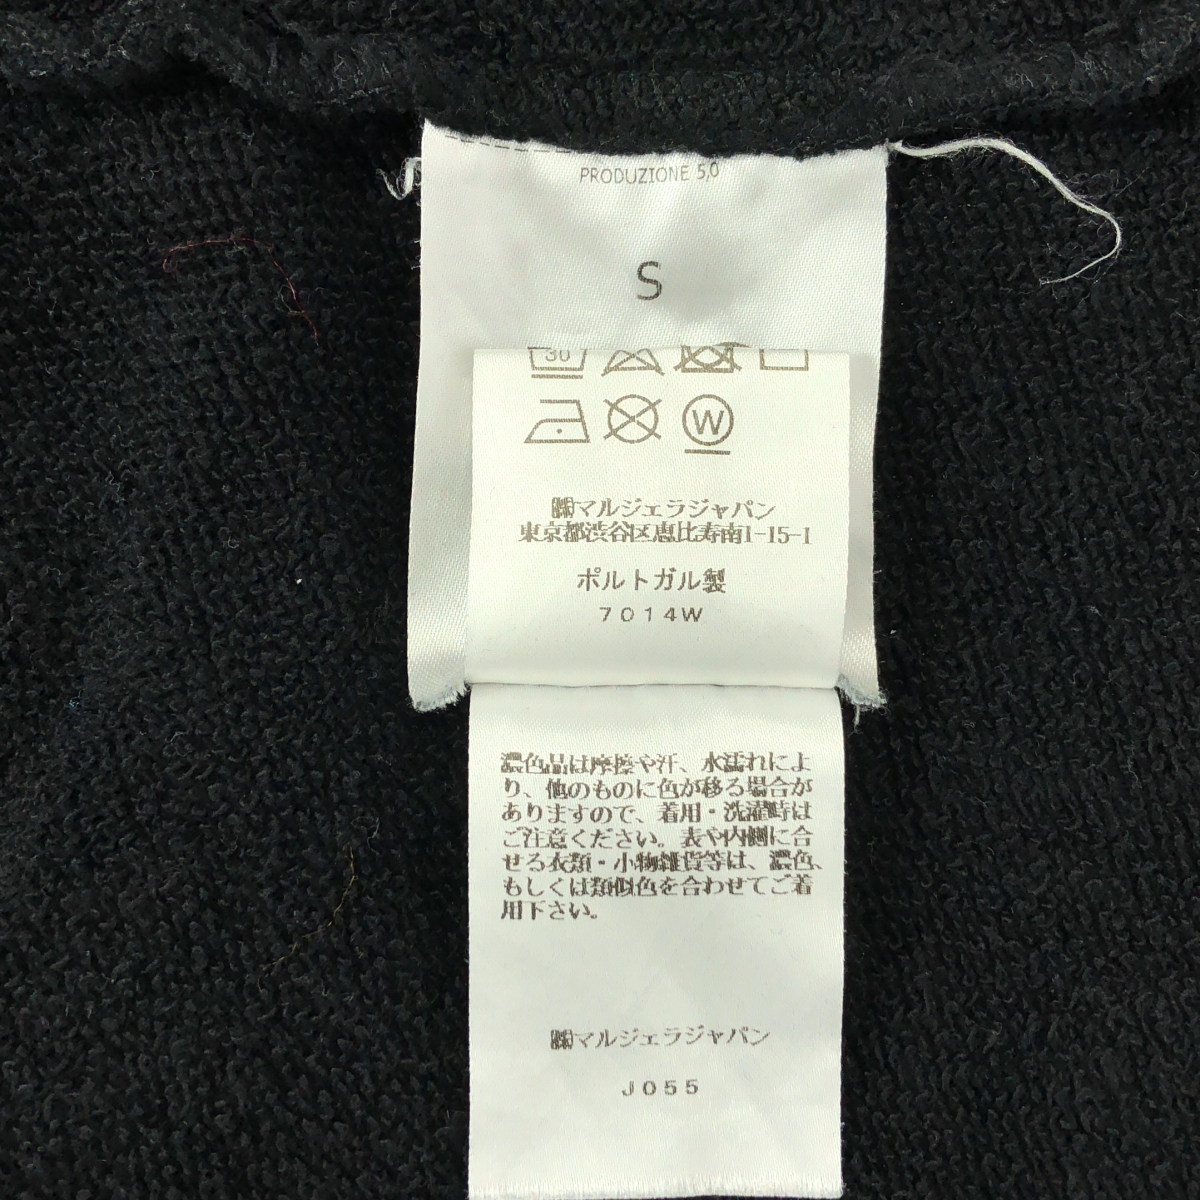 PRODUZIONE 5,0
S
30
W
㈱マルジェラジャパン
東京都渋谷区恵比寿南1-15-1
ポルトガル製
7014W
濃色品は摩擦や汗、水濡れによ
り、他のものに色が移る場合が
ありますので、着用・洗濯時は
ご注意ください。表や内側に合
せる衣類・小物雑貨等は、濃色、
もしくは類似色を合わせてご着
用下さい。
㈱マルジェラジャパン
J055